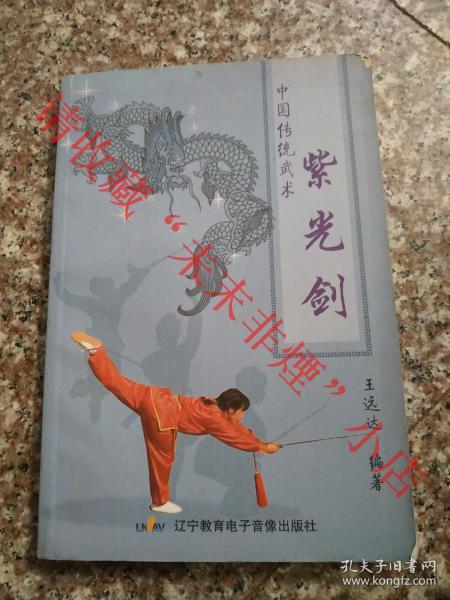 中国传统武术
紫光剑
王远达 编著
请收藏“未未非煙”小店
LNAV 辽宁教育电子音像出版社
孔夫子旧书网
www.kongfz.com